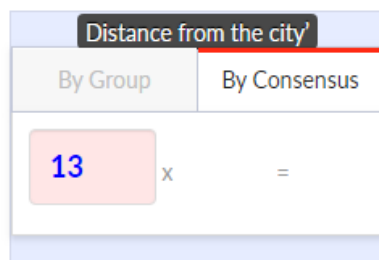 Distance from the city'
By Group By Consensus
13 x =